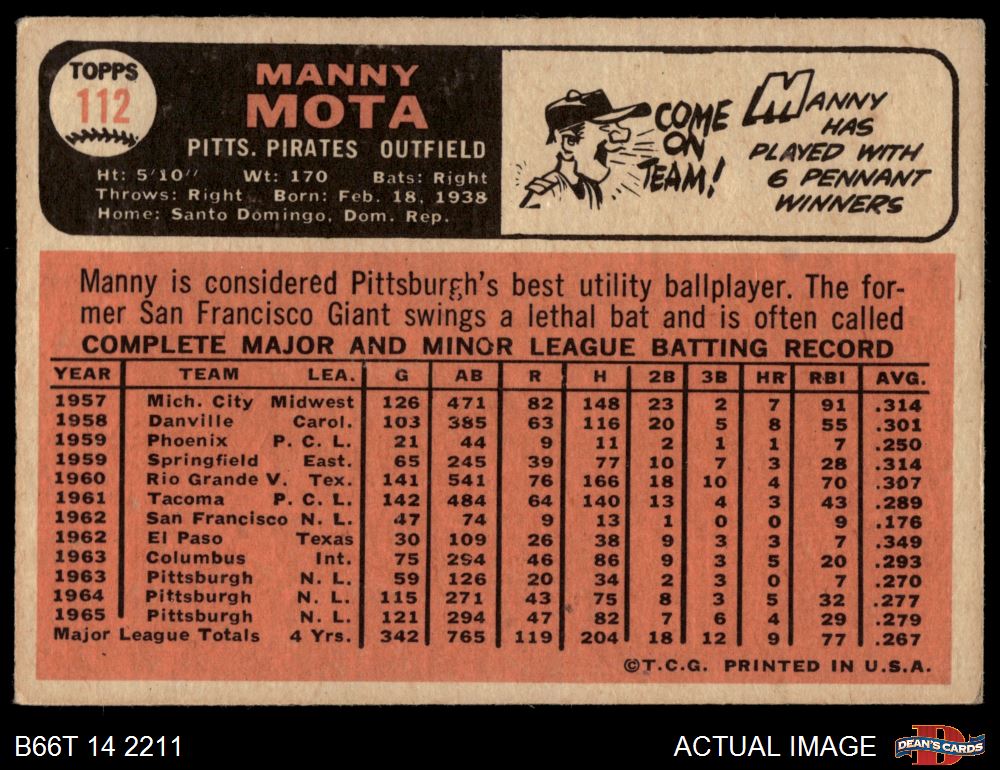 TOPPS
112
MANNY
MOTA
PITTS. PIRATES OUTFIELD
Ht: 5'10" Wt: 170 Bats: Right
Throws: Right Born: Feb. 18, 1938
Home: Santo Domingo, Dom. Rep.
COME
ON
TEAM!
MANNY
HAS
PLAYED WITH
6 PENNANT
WINNERS
Manny is considered Pittsburgh's best utility ballplayer. The for-
mer San Francisco Giant swings a lethal bat and is often called
COMPLETE MAJOR AND MINOR LEAGUE BATTING RECORD
YEAR TEAM LEA. G AB R H 2B 3B HR RBI AVG.
1957 Mich. City Midwest 126 471 82 148 23 2 7 91 .314
1958 Danville Carol. 103 385 63 116 20 5 8 55 .301
1959 Phoenix P. C. L. 21 44 9 11 2 1 1 7 .250
1959 Springfield East. 65 245 39 77 10 7 3 28 .314
1960 Rio Grande V. Tex. 141 541 76 166 18 10 4 70 .307
1961 Tacoma P. C. L. 142 484 64 140 13 4 3 43 .289
1962 San Francisco N. L. 47 74 9 13 1 0 0 9 .176
1962 El Paso Texas 30 109 26 38 9 3 3 7 .349
1963 Columbus Int. 75 294 46 86 9 3 5 20 .293
1963 Pittsburgh N. L. 59 126 20 34 2 3 0 7 .270
1964 Pittsburgh N. L. 115 271 43 75 8 3 5 32 .277
1965 Pittsburgh N. L. 121 294 47 82 7 6 4 29 .279
Major League Totals 4 Yrs. 342 765 119 204 18 12 9 77 .267
©T.C.G. PRINTED IN U.S.A.
B66T 14 2211
ACTUAL IMAGE
DEAN'S CARDS